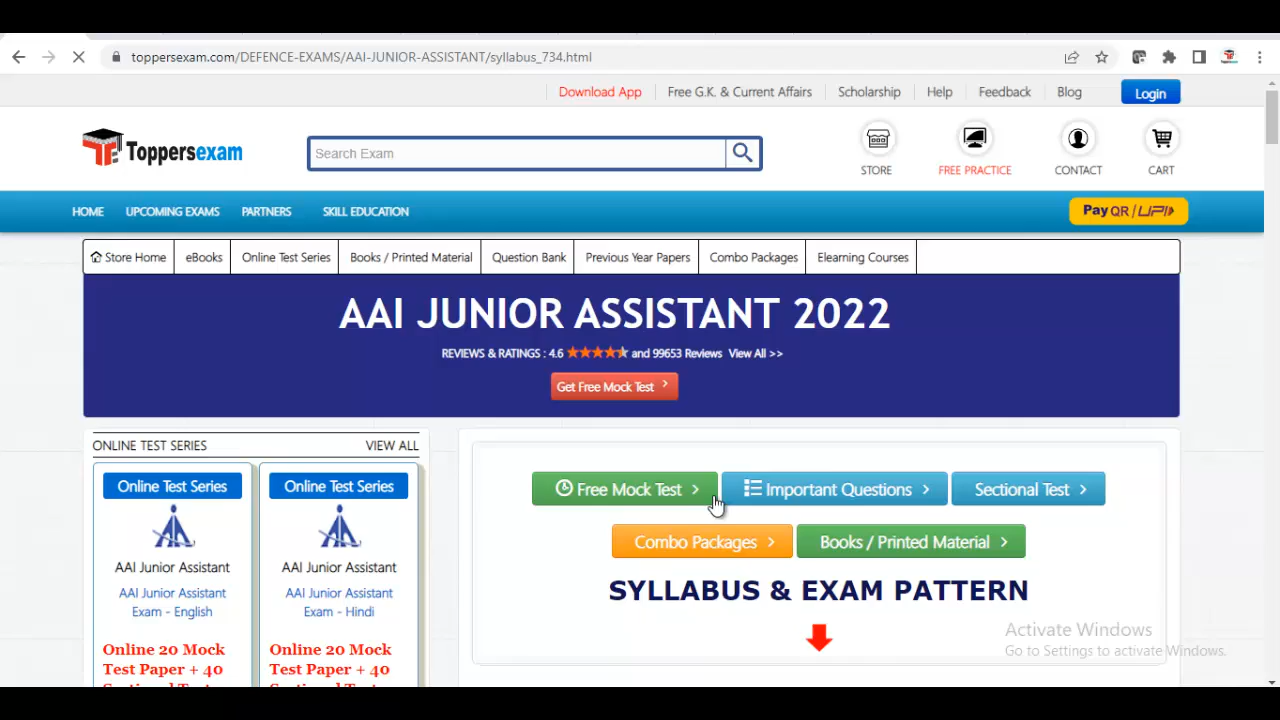 toppersexam.com/DEFENCE-EXAMS/AAI-JUNIOR-ASSISTANT/syllabus_734.html
Download App Free G.K. & Current Affairs Scholarship Help Feedback Blog Login
Toppersexam
Search Exam
STORE FREE PRACTICE CONTACT CART
HOME UPCOMING EXAMS PARTNERS SKILL EDUCATION Pay QR / UPI
Store Home eBooks Online Test Series Books / Printed Material Question Bank Previous Year Papers Combo Packages Elearning Courses
AAI JUNIOR ASSISTANT 2022
REVIEWS & RATINGS : 4.6 and 99653 Reviews View All >>
Get Free Mock Test >
ONLINE TEST SERIES VIEW ALL
Online Test Series Online Test Series
AAI Junior Assistant AAI Junior Assistant
AAI Junior Assistant AAI Junior Assistant
Exam - English Exam - Hindi
Online 20 Mock Online 20 Mock
Test Paper + 40 Test Paper + 40
Free Mock Test > Important Questions > Sectional Test >
Combo Packages > Books / Printed Material >
SYLLABUS & EXAM PATTERN
Activate Windows
Go to Settings to activate Windows.